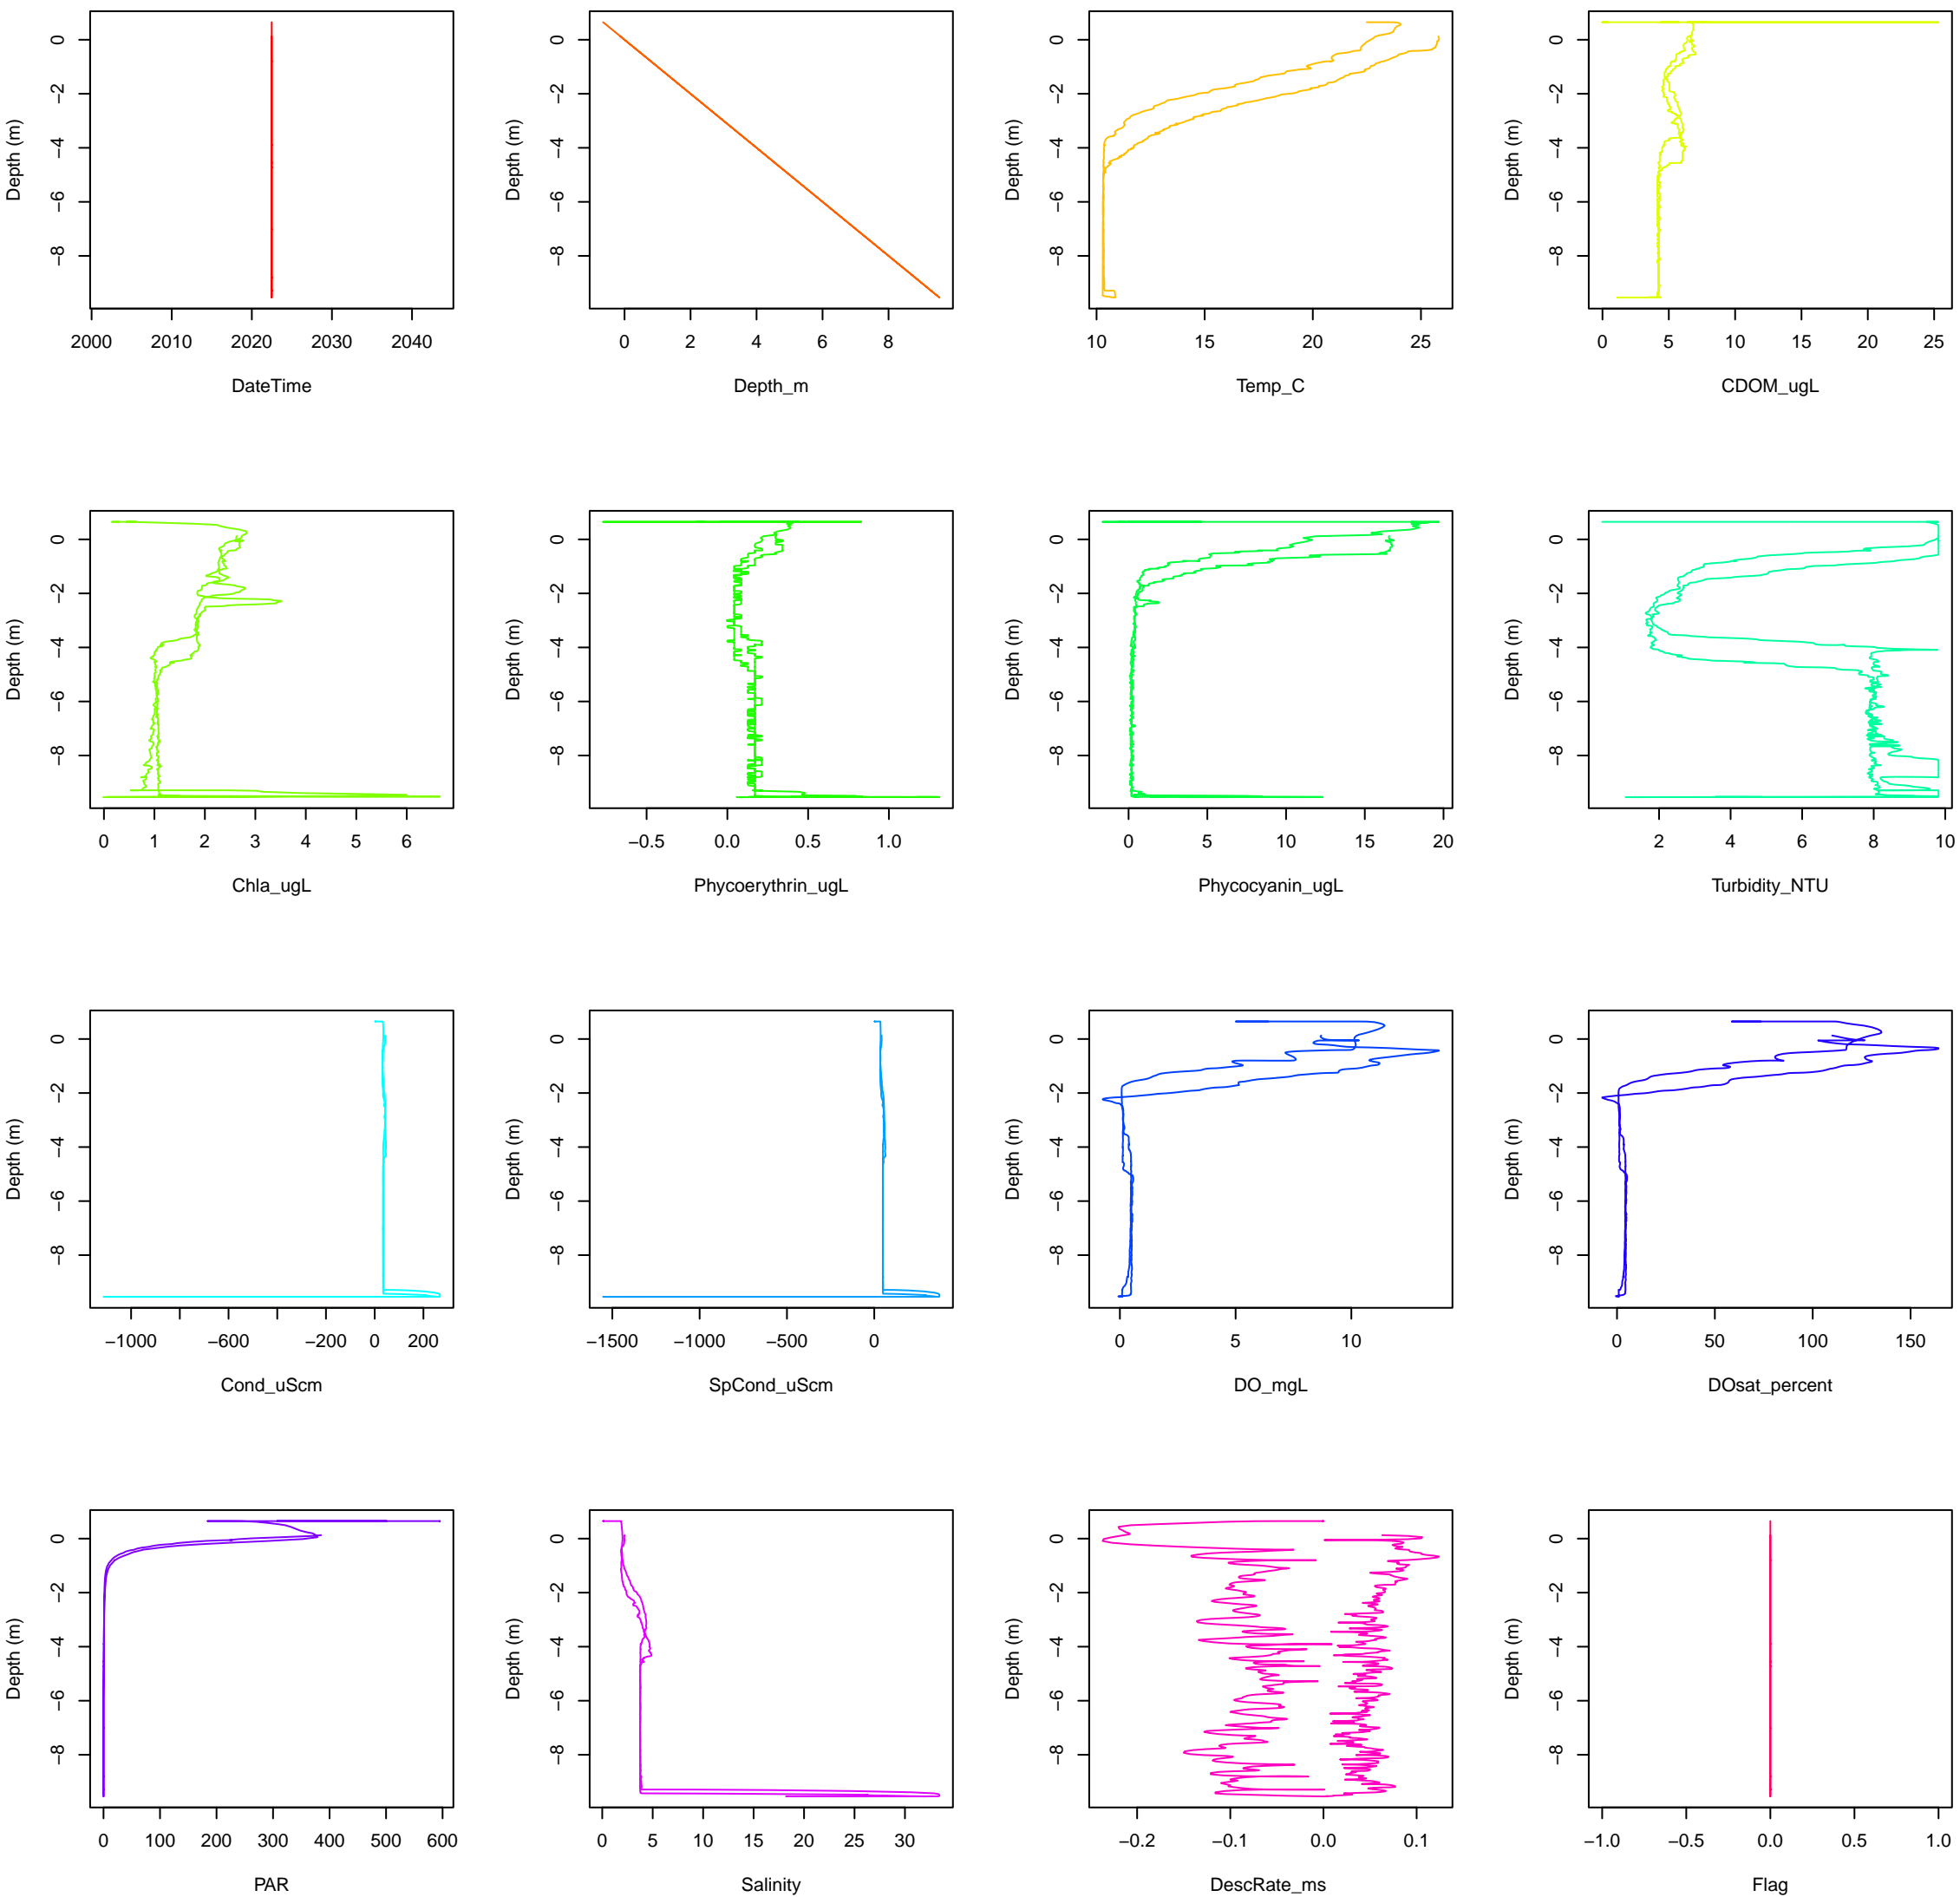 Depth (m)
0
−2
−4
−6
−8
2000 2010 2020 2030 2040
DateTime
Depth (m)
0
−2
−4
−6
−8
0 2 4 6 8
Depth_m
Depth (m)
0
−2
−4
−6
−8
10 15 20 25
Temp_C
Depth (m)
0
−2
−4
−6
−8
0 5 10 15 20 25
CDOM_ugL
Depth (m)
0
−2
−4
−6
−8
0 1 2 3 4 5 6
Chla_ugL
Depth (m)
0
−2
−4
−6
−8
−0.5 0.0 0.5 1.0
Phycoerythrin_ugL
Depth (m)
0
−2
−4
−6
−8
0 5 10 15 20
Phycocyanin_ugL
Depth (m)
0
−2
−4
−6
−8
2 4 6 8 10
Turbidity_NTU
Depth (m)
0
−2
−4
−6
−8
−1000 −600 −200 0 200
Cond_uScm
Depth (m)
0
−2
−4
−6
−8
−1500 −1000 −500 0
SpCond_uScm
Depth (m)
0
−2
−4
−6
−8
0 5 10
DO_mgL
Depth (m)
0
−2
−4
−6
−8
0 50 100 150
DOsat_percent
Depth (m)
0
−2
−4
−6
−8
0 100 200 300 400 500 600
PAR
Depth (m)
0
−2
−4
−6
−8
0 5 10 15 20 25 30
Salinity
Depth (m)
0
−2
−4
−6
−8
−0.2 −0.1 0.0 0.1
DescRate_ms
Depth (m)
0
−2
−4
−6
−8
−1.0 −0.5 0.0 0.5 1.0
Flag